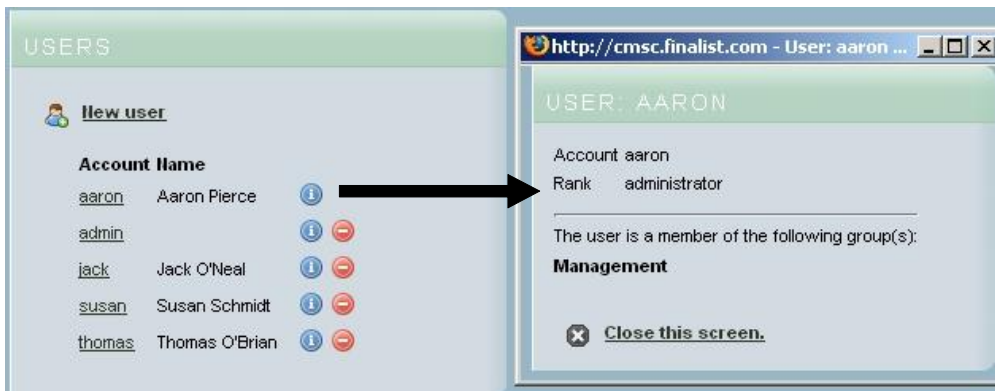 USERS
New user
Account Name
aaron Aaron Pierce
admin
jack Jack O'Neal
susan Susan Schmidt
thomas Thomas O'Brian
http://cmsc.finalist.com - User: aaron ...
USER: AARON
Account aaron
Rank administrator
The user is a member of the following group(s):
Management
Close this screen.